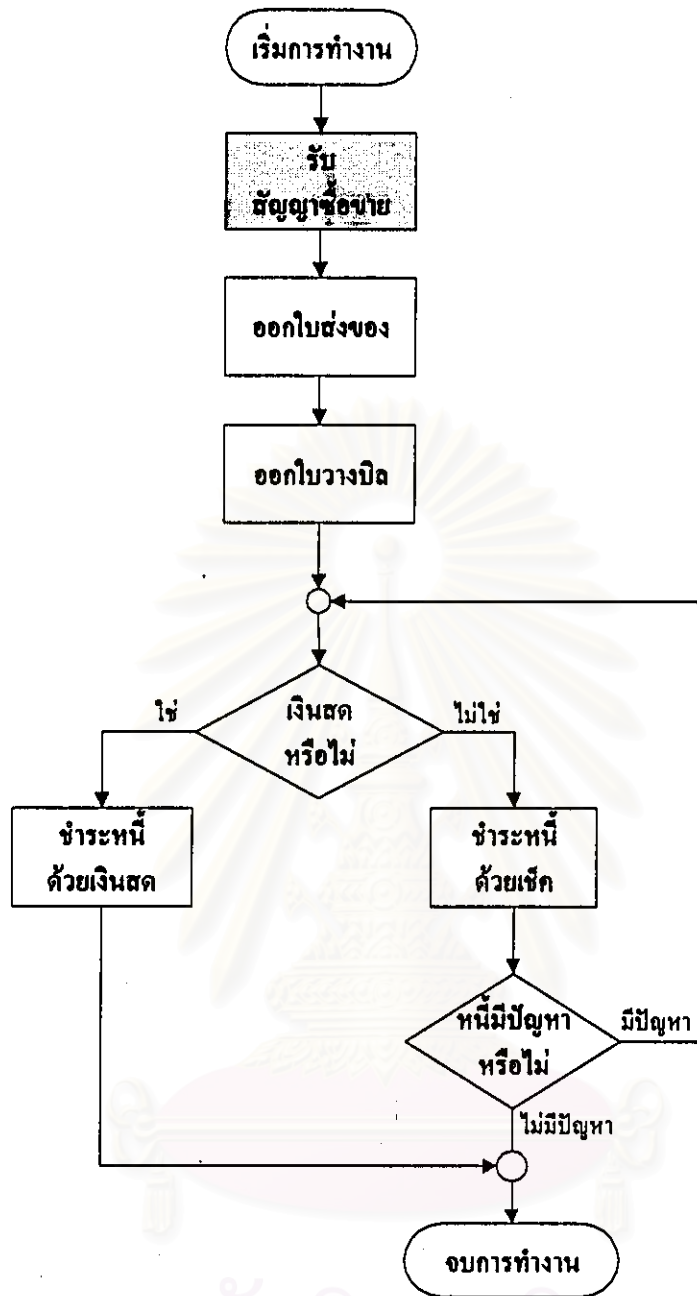 เริ่มการทำงาน
รับ
สัญญาซื้อขาย
ออกใบส่งของ
ออกใบวางบิล
เงินสด
หรือไม่
ใช่
ไม่ใช่
ชำระหนี้
ด้วยเงินสด
ชำระหนี้
ด้วยเช็ค
หนี้มีปัญหา
หรือไม่
มีปัญหา
ไม่มีปัญหา
จบการทำงาน